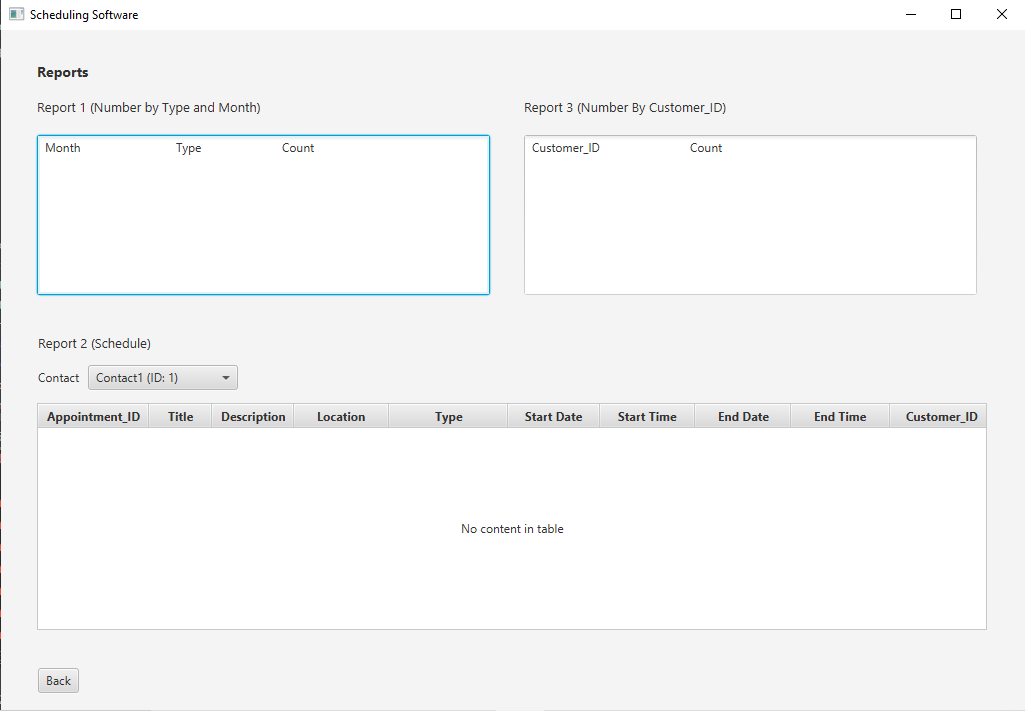 Scheduling Software
Reports
Report 1 (Number by Type and Month)
Report 3 (Number By Customer_ID)
Month Type Count
Customer_ID Count
Report 2 (Schedule)
Contact Contact1 (ID: 1)
Appointment_ID Title Description Location Type Start Date Start Time End Date End Time Customer_ID
No content in table
Back